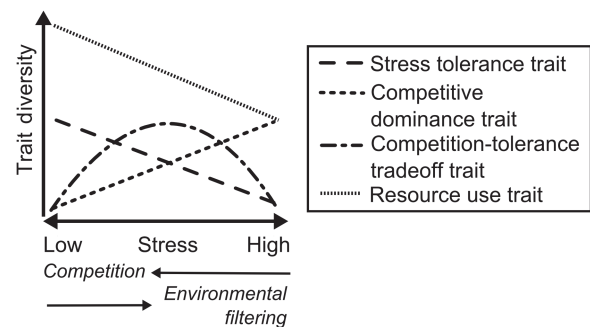 Trait diversity
Low Stress High
Competition
Environmental
filtering
Stress tolerance trait
Competitive
dominance trait
Competition-tolerance
tradeoff trait
Resource use trait